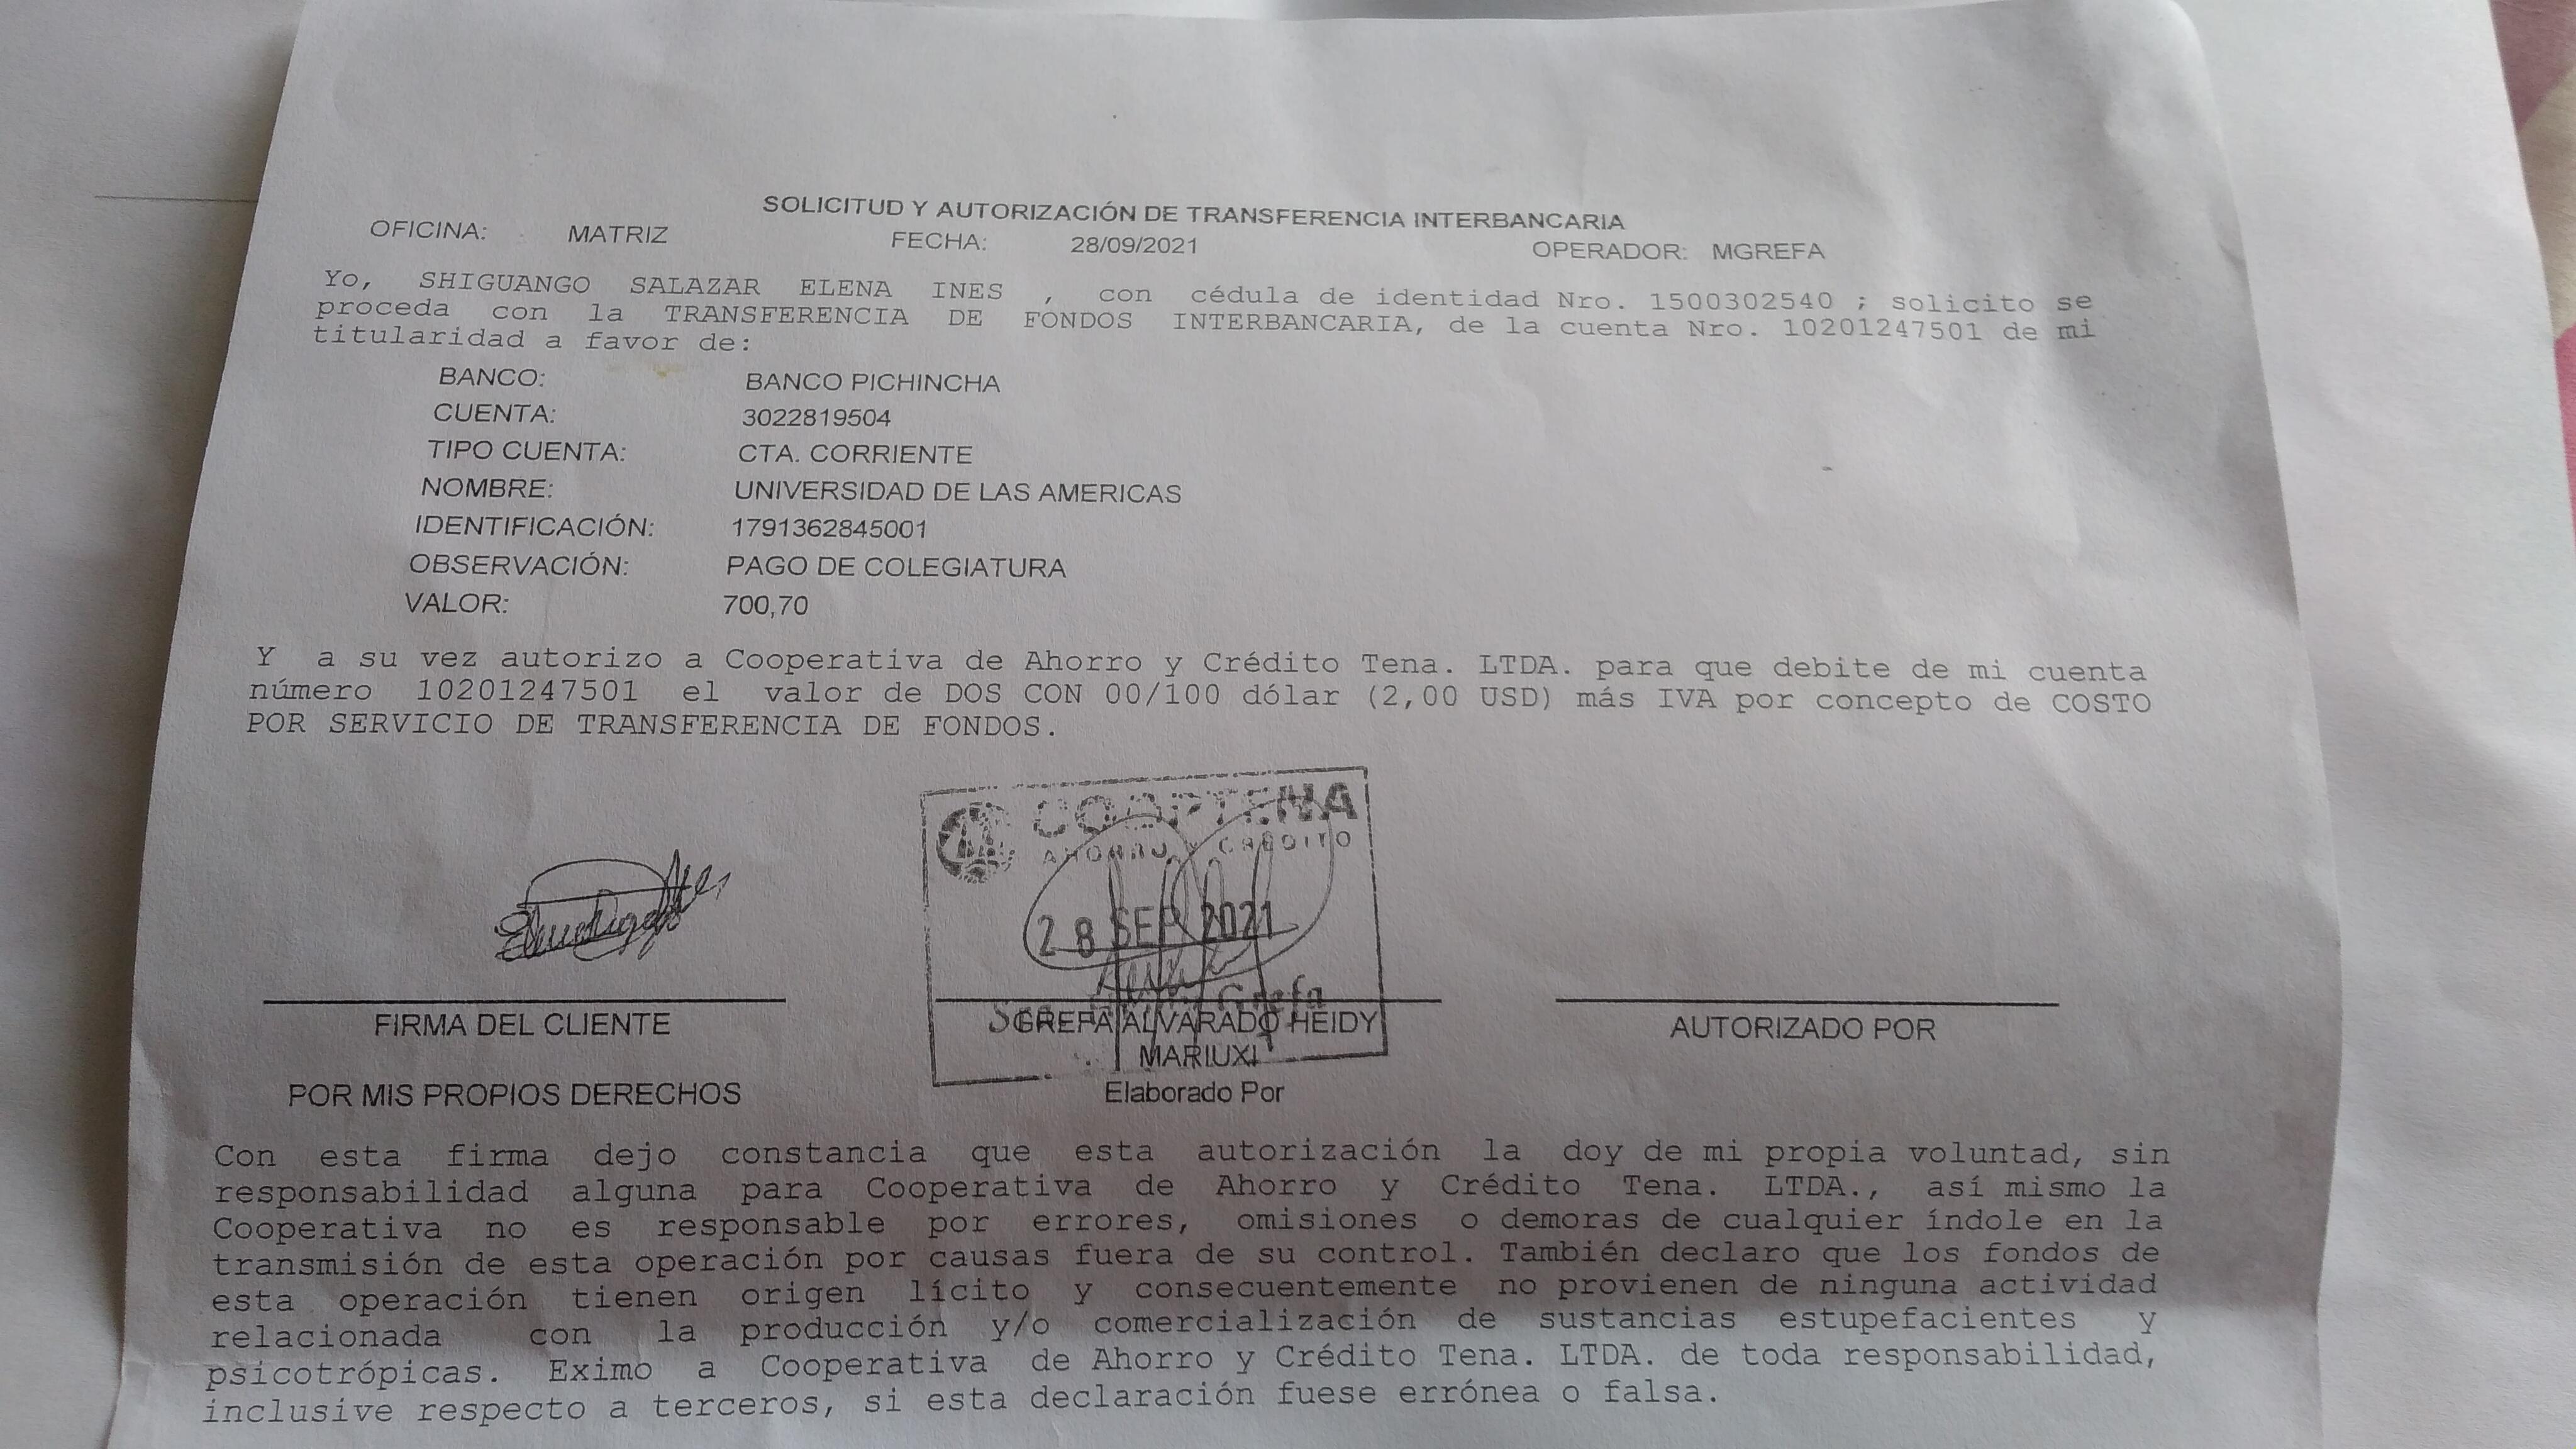 SOLICITUD Y AUTORIZACIÓN DE TRANSFERENCIA INTERBANCARIA
OFICINA: MATRIZ FECHA: 28/09/2021 OPERADOR: MGREFA
Yo, SHIGUANGO SALAZAR ELENA INES , con cédula de identidad Nro. 1500302540 ; solicito se
proceda con la TRANSFERENCIA DE FONDOS INTERBANCARIA, de la cuenta Nro. 10201247501 de mi
titularidad a favor de:
BANCO: BANCO PICHINCHA
CUENTA: 3022819504
TIPO CUENTA: CTA. CORRIENTE
NOMBRE: UNIVERSIDAD DE LAS AMERICAS
IDENTIFICACIÓN: 1791362845001
OBSERVACIÓN: PAGO DE COLEGIATURA
VALOR: 700,70
Y a su vez autorizo a Cooperativa de Ahorro y Crédito Tena. LTDA. para que debite de mi cuenta
número 10201247501 el valor de DOS CON 00/100 dólar (2,00 USD) más IVA por concepto de COSTO
POR SERVICIO DE TRANSFERENCIA DE FONDOS.
COOPTENA
AHORRO Y CRÉDITO
28 SEP 2021
Grefa
FIRMA DEL CLIENTE GREFA ALVARADO HEIDY AUTORIZADO POR
MARIUXI
POR MIS PROPIOS DERECHOS Elaborado Por
Con esta firma dejo constancia que esta autorización la doy de mi propia voluntad, sin
responsabilidad alguna para Cooperativa de Ahorro y Crédito Tena. LTDA., así mismo la
Cooperativa no es responsable por errores, omisiones o demoras de cualquier índole en la
transmisión de esta operación por causas fuera de su control. También declaro que los fondos de
esta operación tienen origen lícito y consecuentemente no provienen de ninguna actividad
relacionada con la producción y/o comercialización de sustancias estupefacientes y
psicotrópicas. Eximo a Cooperativa de Ahorro y Crédito Tena. LTDA. de toda responsabilidad,
inclusive respecto a terceros, si esta declaración fuese errónea o falsa.